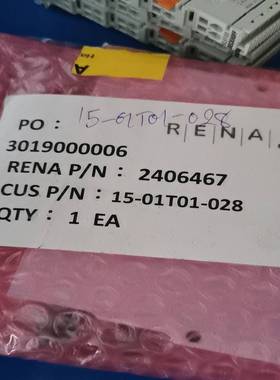 15-01T01-028
PO : RENA
3019000006
RENA P/N : 2406467
CUS P/N : 15-01T01-028
QTY : 1 EA